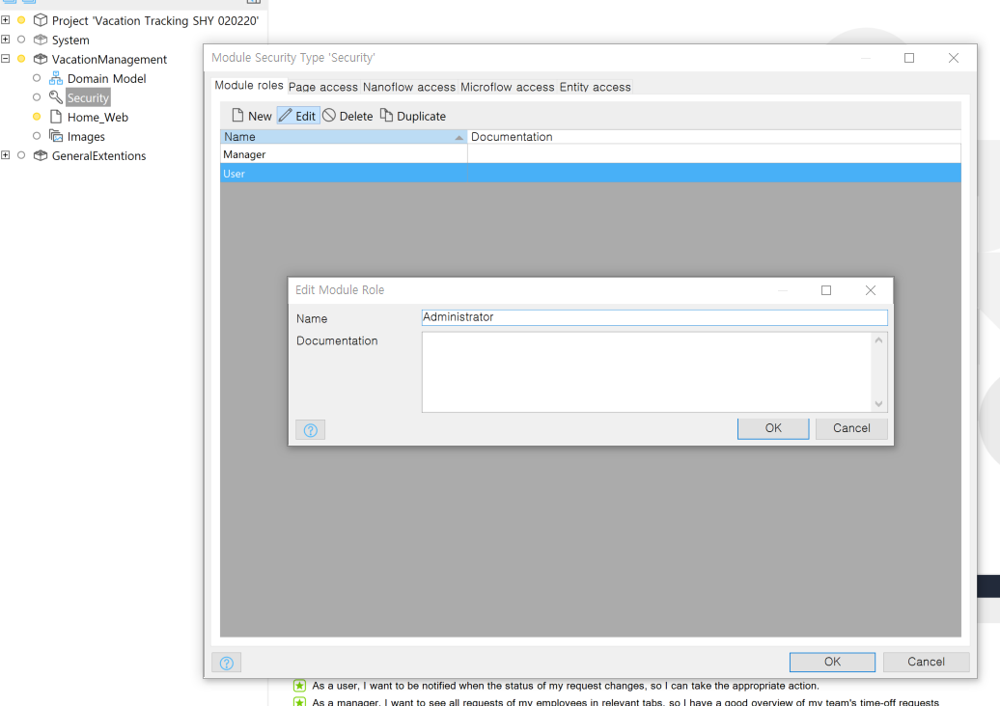 Project 'Vacation Tracking SHY 020220'
System
VacationManagement
Domain Model
Security
Home_Web
Images
GeneralExtentions
Module Security Type 'Security'
Module roles Page access Nanoflow access Microflow access Entity access
New Edit Delete Duplicate
Name Documentation
Manager
User
Edit Module Role
Name Administrator
Documentation
OK Cancel
OK Cancel
As a user, I want to be notified when the status of my request changes, so I can take the appropriate action.
As a manager, I want to see all requests of my employees in relevant tabs, so I have a good overview of my team's time-off requests